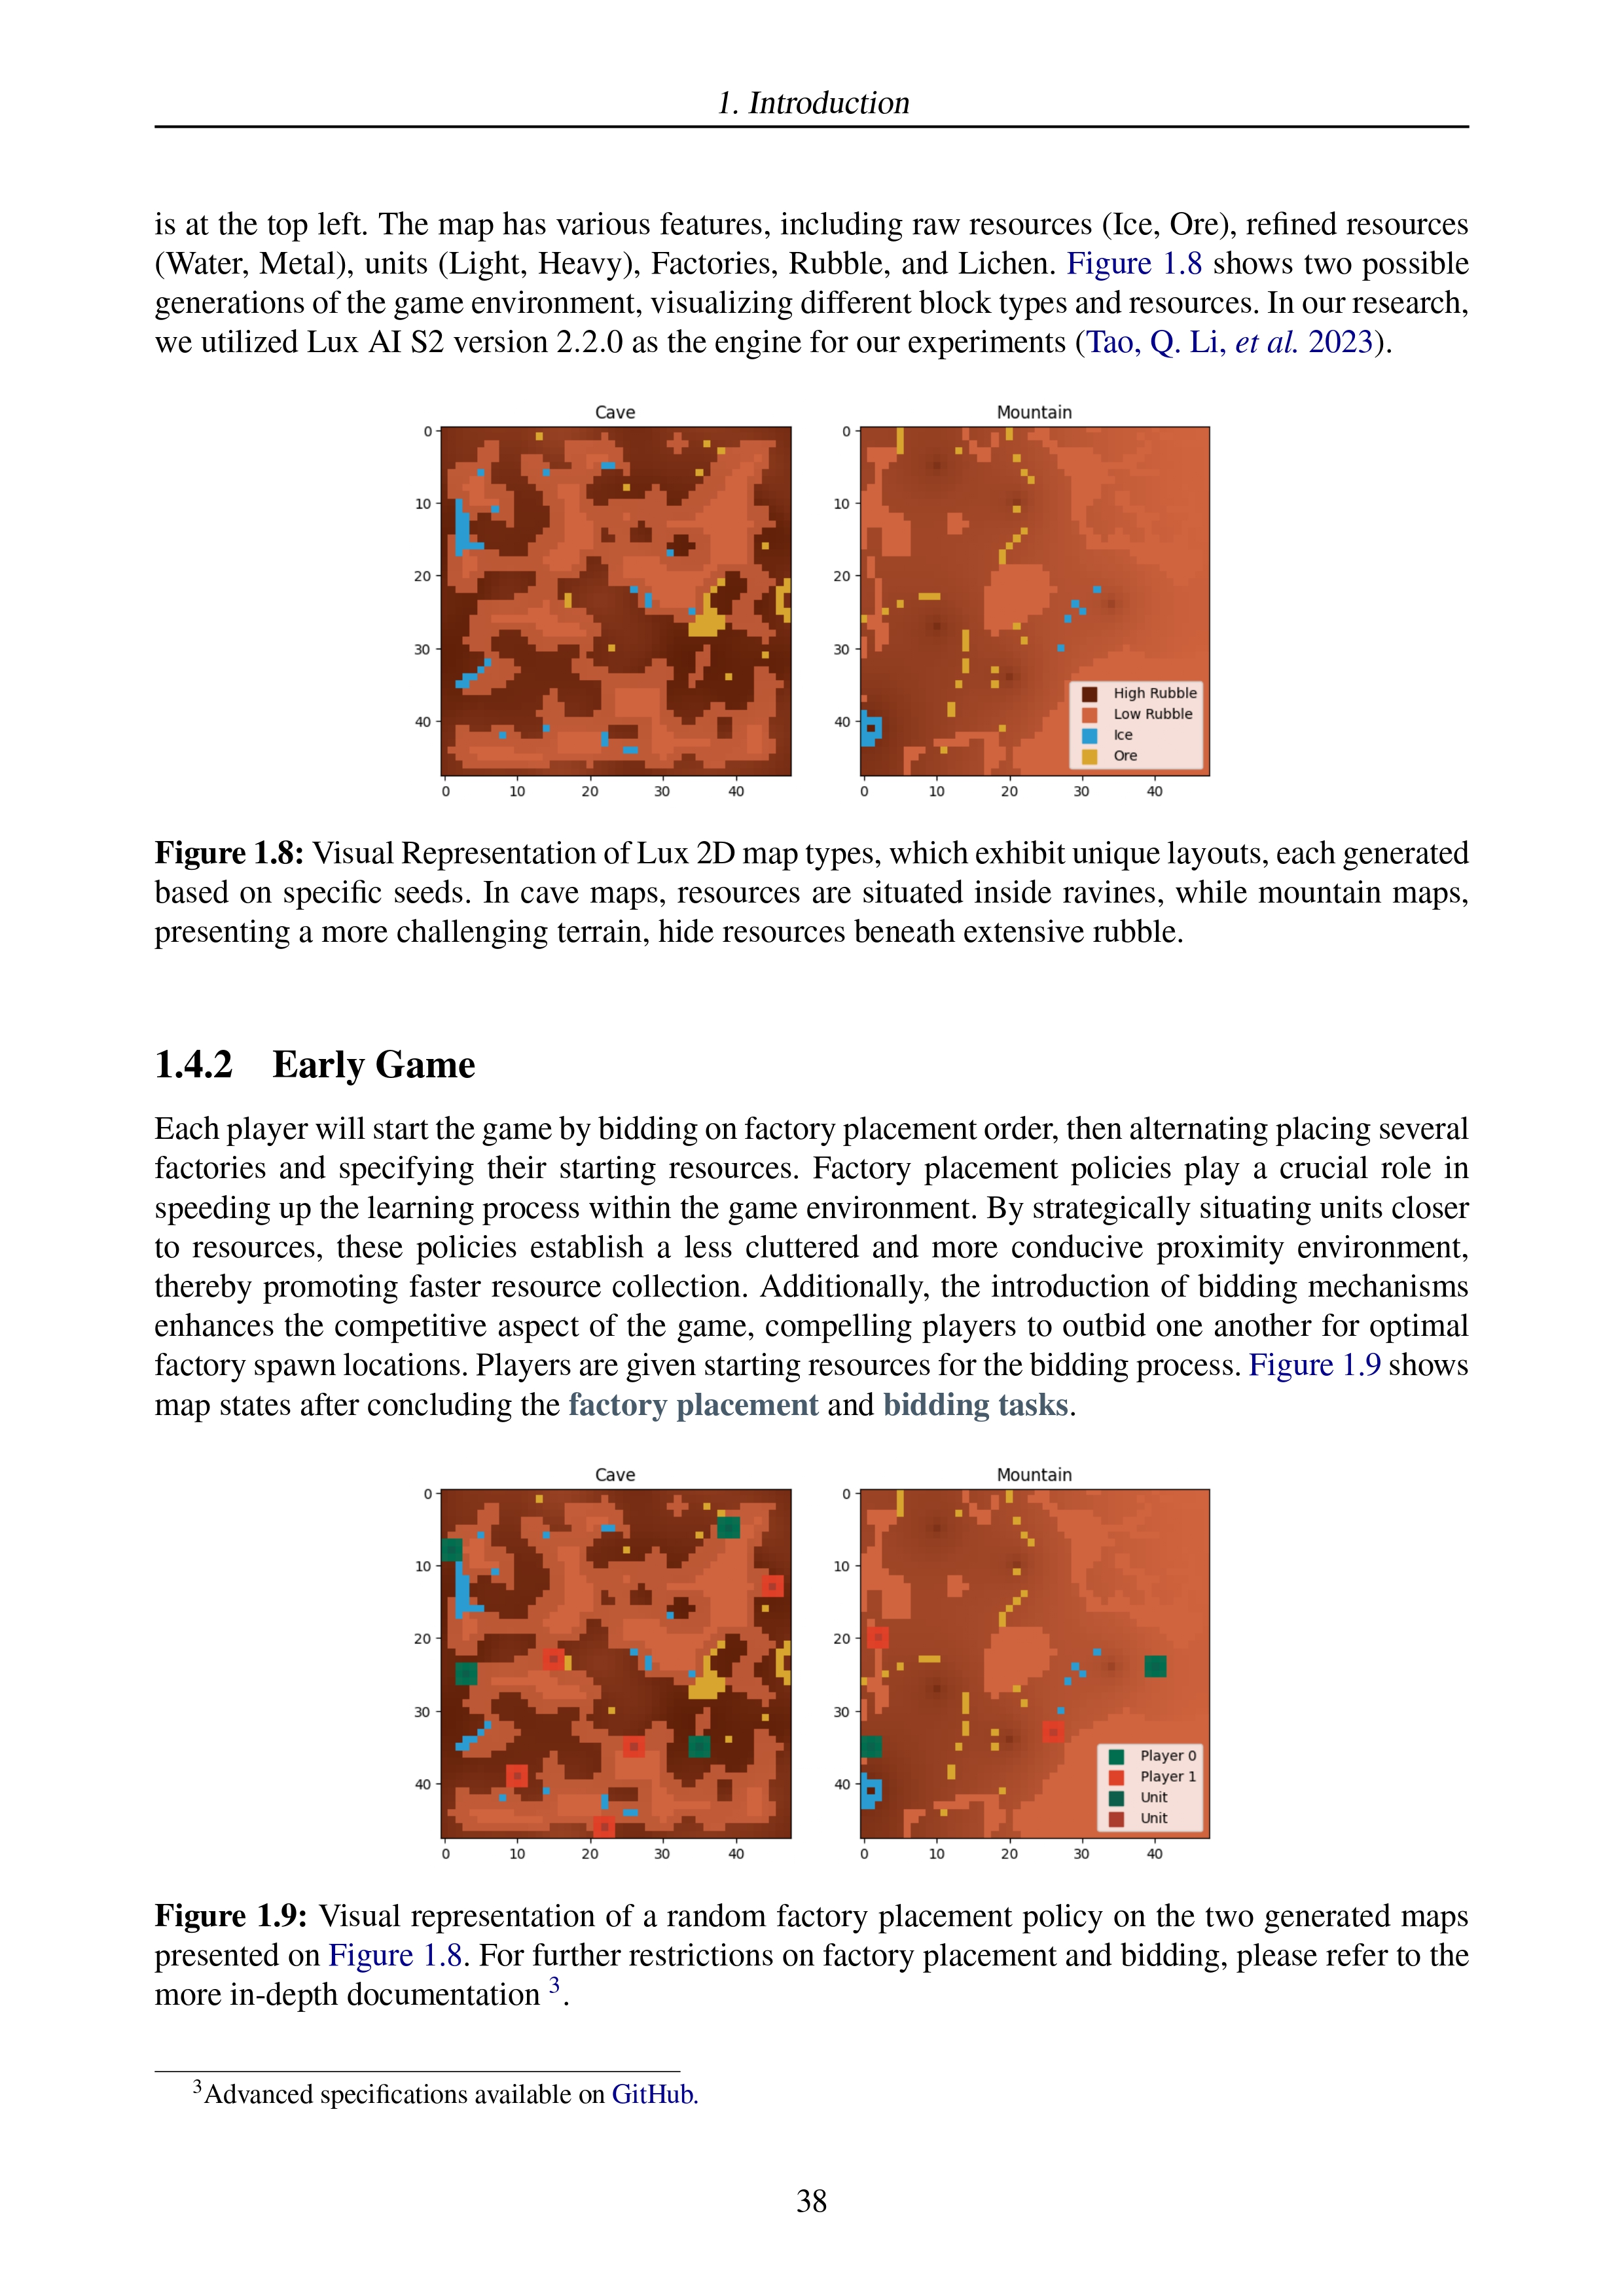 1. Introduction
is at the top left. The map has various features, including raw resources (Ice, Ore), refined resources
(Water, Metal), units (Light, Heavy), Factories, Rubble, and Lichen. Figure 1.8 shows two possible
generations of the game environment, visualizing different block types and resources. In our research,
we utilized Lux AI S2 version 2.2.0 as the engine for our experiments (Tao, Q. Li, et al. 2023).
Cave
0
10
20
30
40
0 10 20 30 40
Mountain
0
10
20
30
40
0 10 20 30 40
High Rubble
Low Rubble
Ice
Ore
Figure 1.8: Visual Representation of Lux 2D map types, which exhibit unique layouts, each generated
based on specific seeds. In cave maps, resources are situated inside ravines, while mountain maps,
presenting a more challenging terrain, hide resources beneath extensive rubble.
1.4.2 Early Game
Each player will start the game by bidding on factory placement order, then alternating placing several
factories and specifying their starting resources. Factory placement policies play a crucial role in
speeding up the learning process within the game environment. By strategically situating units closer
to resources, these policies establish a less cluttered and more conducive proximity environment,
thereby promoting faster resource collection. Additionally, the introduction of bidding mechanisms
enhances the competitive aspect of the game, compelling players to outbid one another for optimal
factory spawn locations. Players are given starting resources for the bidding process. Figure 1.9 shows
map states after concluding the factory placement and bidding tasks.
Cave
0
10
20
30
40
0 10 20 30 40
Mountain
0
10
20
30
40
0 10 20 30 40
Player 0
Player 1
Unit
Unit
Figure 1.9: Visual representation of a random factory placement policy on the two generated maps
presented on Figure 1.8. For further restrictions on factory placement and bidding, please refer to the
more in-depth documentation 3.
3Advanced specifications available on GitHub.
38